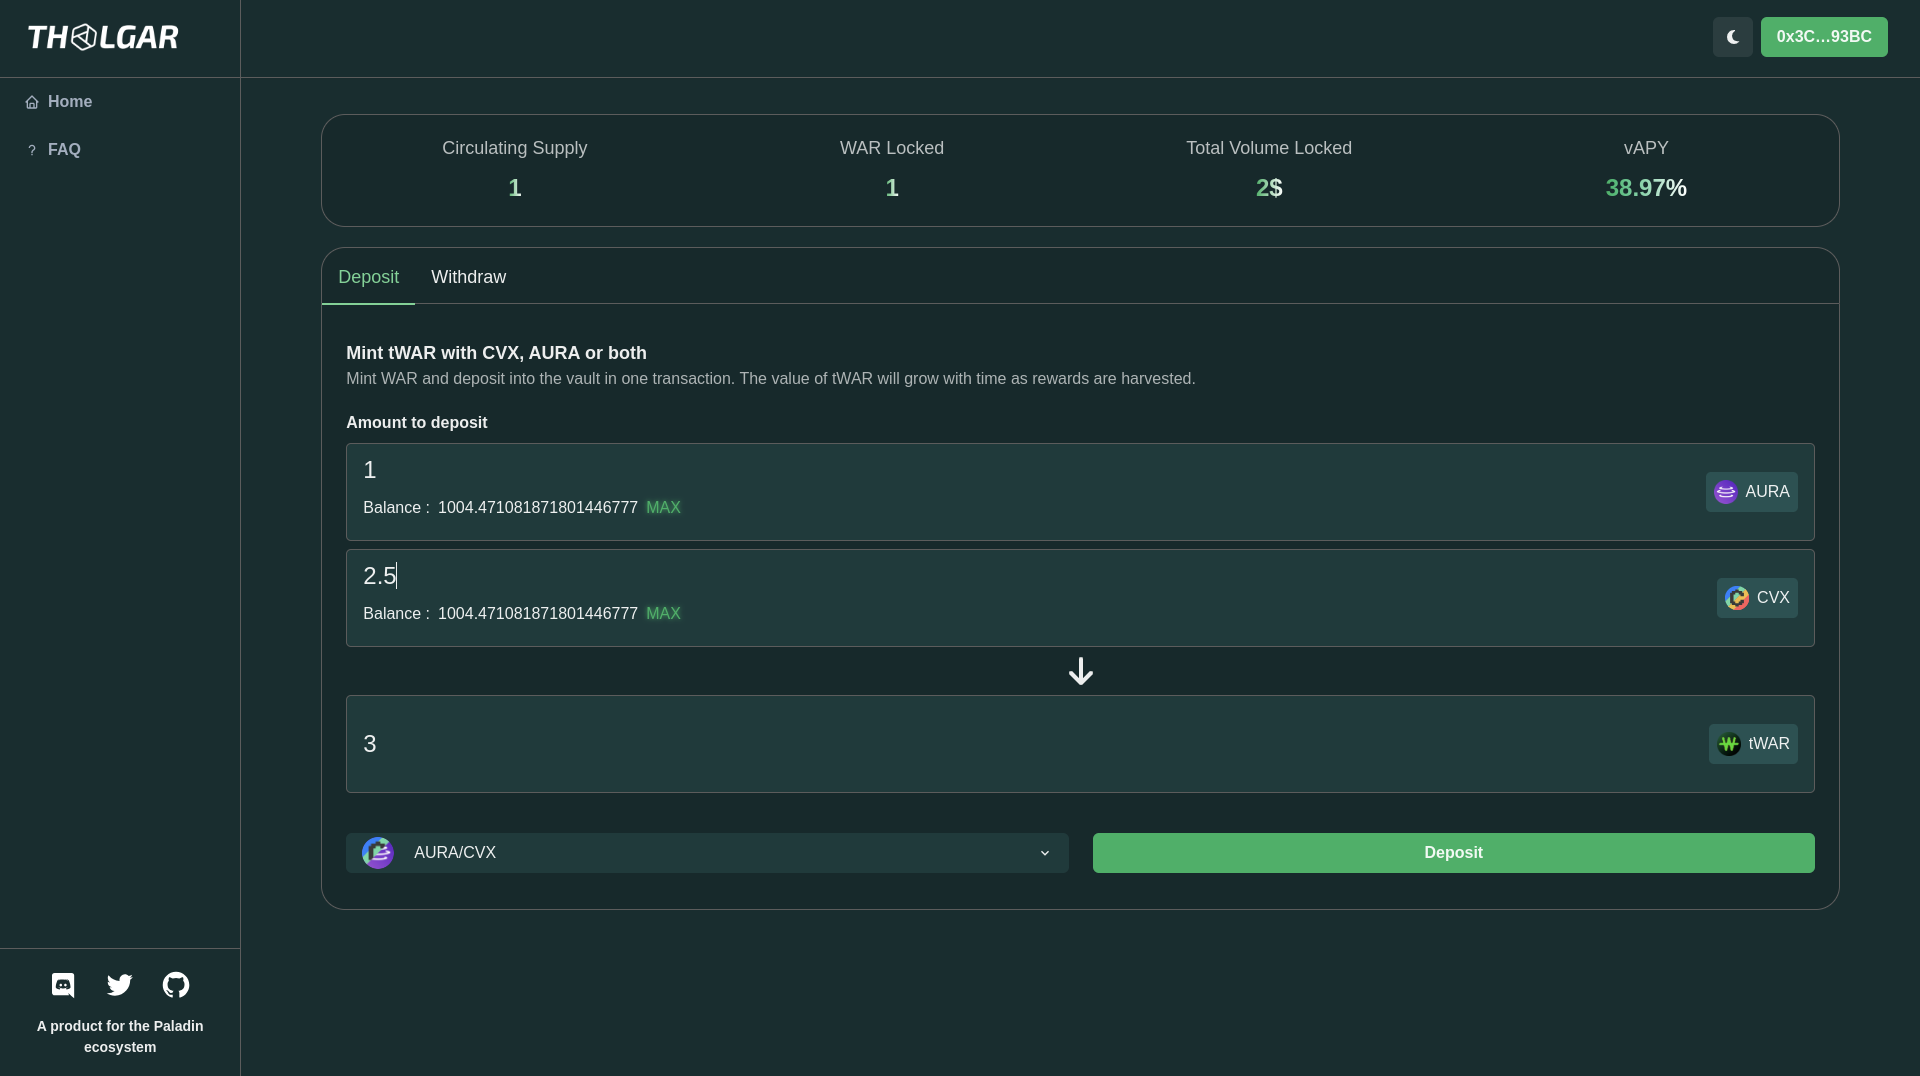 THOLGAR
0x3C...93BC
Home
FAQ
Circulating Supply
1
WAR Locked
1
Total Volume Locked
2$
vAPY
38.97%
Deposit
Withdraw
Mint tWAR with CVX, AURA or both
Mint WAR and deposit into the vault in one transaction. The value of tWAR will grow with time as rewards are harvested.
Amount to deposit
1
Balance : 1004.471081871801446777 MAX
AURA
2.5
Balance : 1004.471081871801446777 MAX
CVX
3
tWAR
AURA/CVX
Deposit
A product for the Paladin
ecosystem